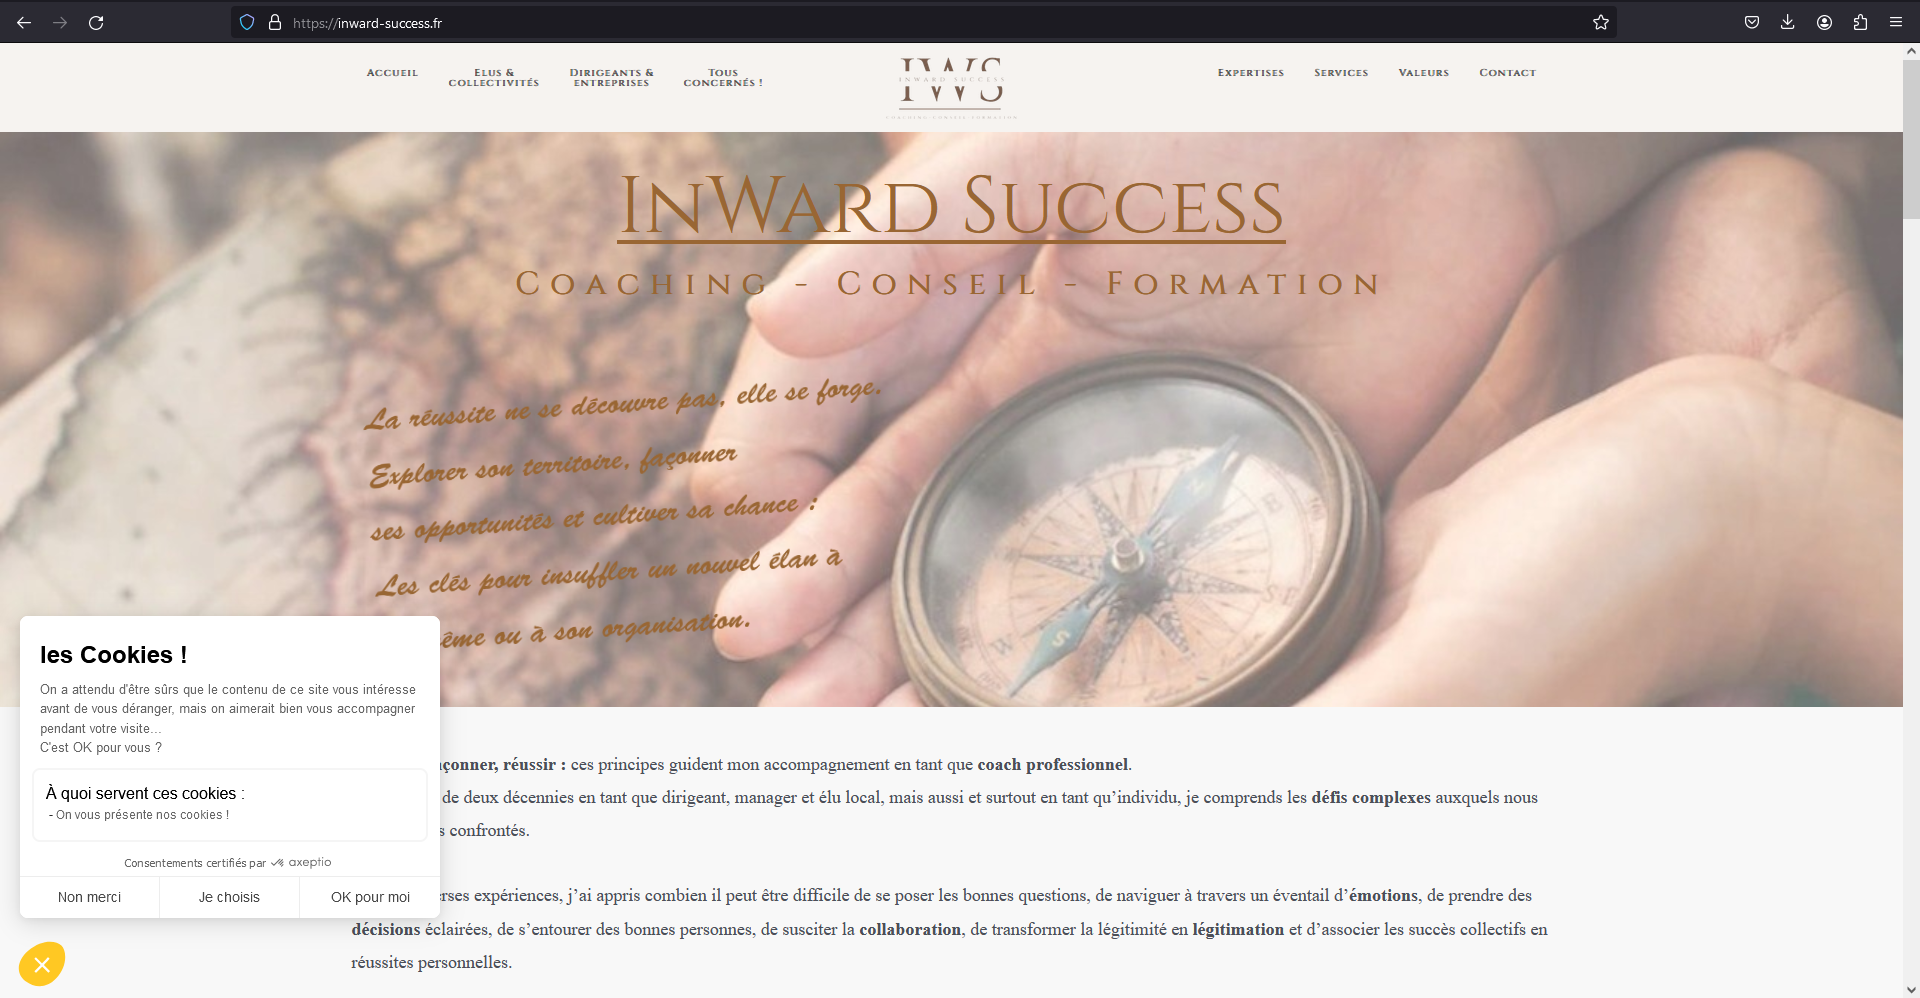 https://inward-success.fr
Accueil
Elus &
collectivités
Dirigeants &
entreprises
Tous
concernés !
IWS
Inward Success
Coaching-Conseil-Formation
Expertises
Services
Valeurs
Contact
InWard Success
Coaching - Conseil - Formation
La réussite ne se découvre pas, elle se forge.
Explorer son territoire, façonner
ses opportunités et cultiver sa chance :
Les clés pour insuffler un nouvel élan à
ême ou à son organisation.
N
S
W
les Cookies !
On a attendu d'être sûrs que le contenu de ce site vous intéresse
avant de vous déranger, mais on aimerait bien vous accompagner
pendant votre visite...
C'est OK pour vous ?
À quoi servent ces cookies :
- On vous présente nos cookies !
Consentements certifiés par axeptio
Non merci
Je choisis
OK pour moi
çonner, réussir : ces principes guident mon accompagnement en tant que coach professionnel.
de deux décennies en tant que dirigeant, manager et élu local, mais aussi et surtout en tant qu’individu, je comprends les défis complexes auxquels nous
s confrontés.
rses expériences, j’ai appris combien il peut être difficile de se poser les bonnes questions, de naviguer à travers un éventail d’émotions, de prendre des
décisions éclairées, de s’entourer des bonnes personnes, de susciter la collaboration, de transformer la légitimité en légitimation et d’associer les succès collectifs en
réussites personnelles.